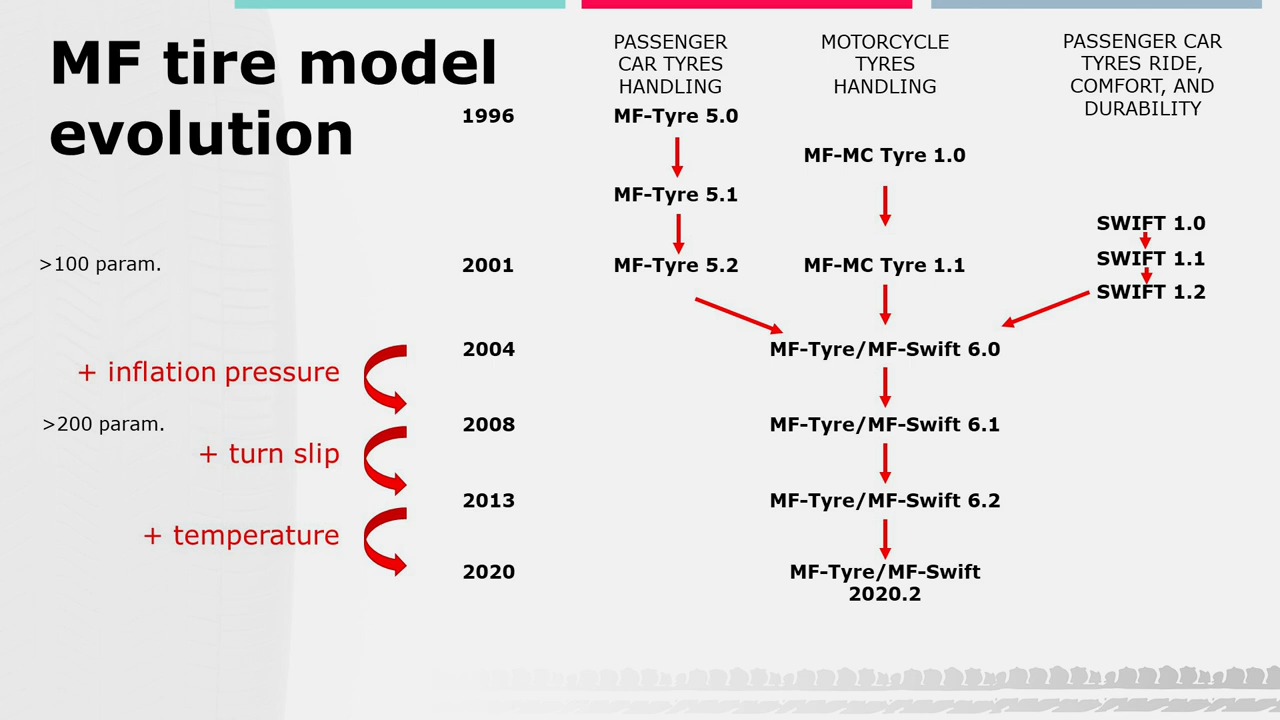 MF tire model
evolution
PASSENGER
CAR TYRES
HANDLING
MOTORCYCLE
TYRES
HANDLING
PASSENGER CAR
TYRES RIDE,
COMFORT, AND
DURABILITY
1996
MF-Tyre 5.0
MF-MC Tyre 1.0
MF-Tyre 5.1
SWIFT 1.0
SWIFT 1.1
>100 param.
2001
MF-Tyre 5.2
MF-MC Tyre 1.1
SWIFT 1.2
2004
MF-Tyre/MF-Swift 6.0
+ inflation pressure
>200 param.
2008
MF-Tyre/MF-Swift 6.1
+ turn slip
2013
MF-Tyre/MF-Swift 6.2
+ temperature
2020
MF-Tyre/MF-Swift
2020.2